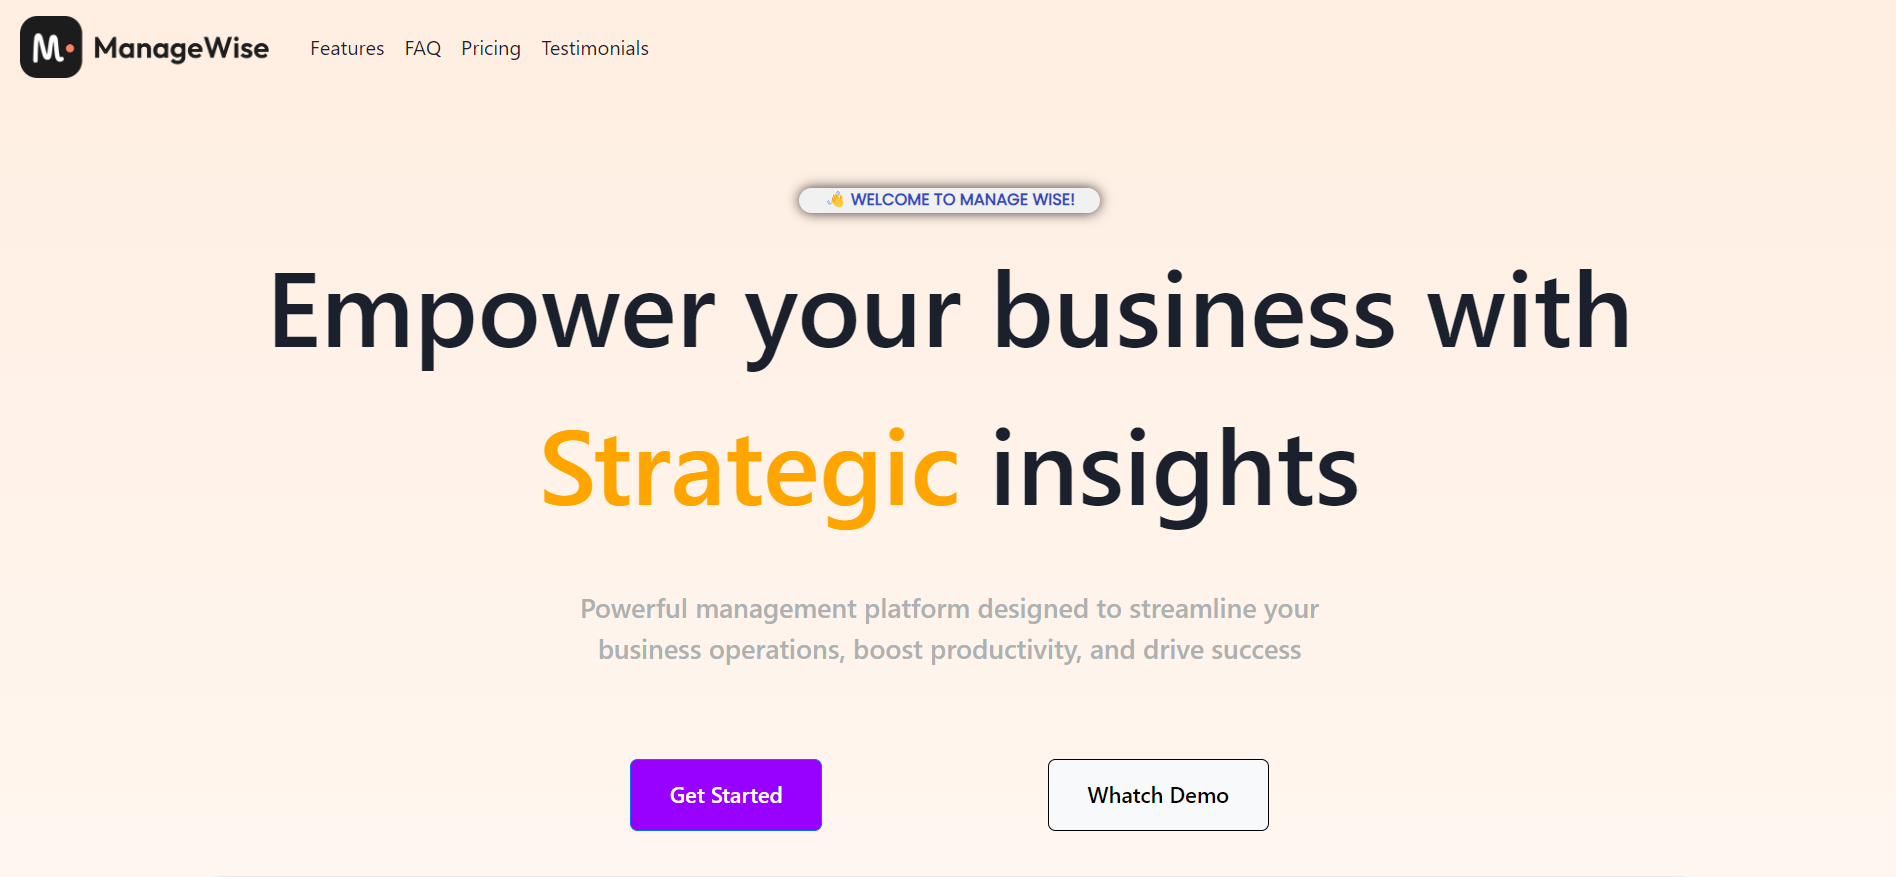 M. ManageWise Features FAQ Pricing Testimonials
👋 WELCOME TO MANAGE WISE!
Empower your business with
Strategic insights
Powerful management platform designed to streamline your
business operations, boost productivity, and drive success
Get Started Whatch Demo